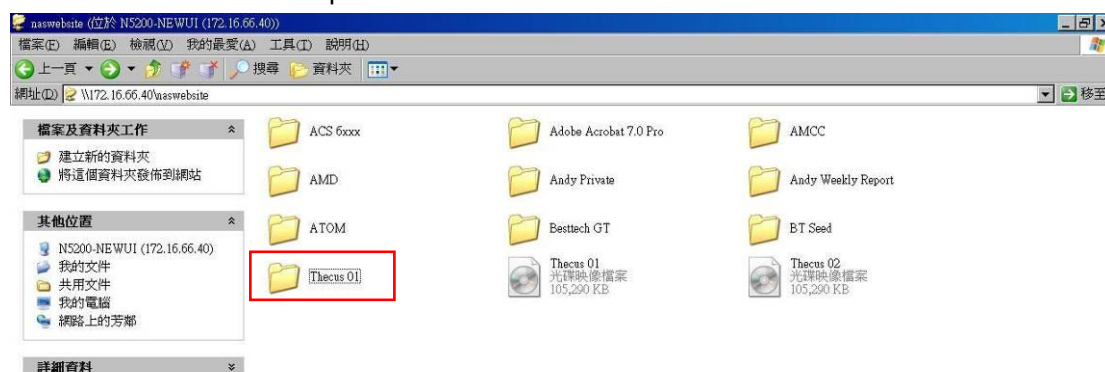 naswebsite (位於 N5200-NEWUI (172.16.66.40))
檔案(F) 編輯(E) 檢視(V) 我的最愛(A) 工具(T) 說明(H)
上一頁 搜尋 資料夾
網址(D) \\172.16.66.40\naswebsite 移至
檔案及資料夾工作
建立新的資料夾
將這個資料夾發佈到網站
其他位置
N5200-NEWUI (172.16.66.40)
我的文件
共用文件
我的電腦
網路上的芳鄰
詳細資料
ACS 6xxx
Adobe Acrobat 7.0 Pro
AMCC
AMD
Andy Private
Andy Weekly Report
ATOM
Besttech GT
BT Seed
Thecus 01
Thecus 01
光碟映像檔案
105,290 KB
Thecus 02
光碟映像檔案
105,290 KB